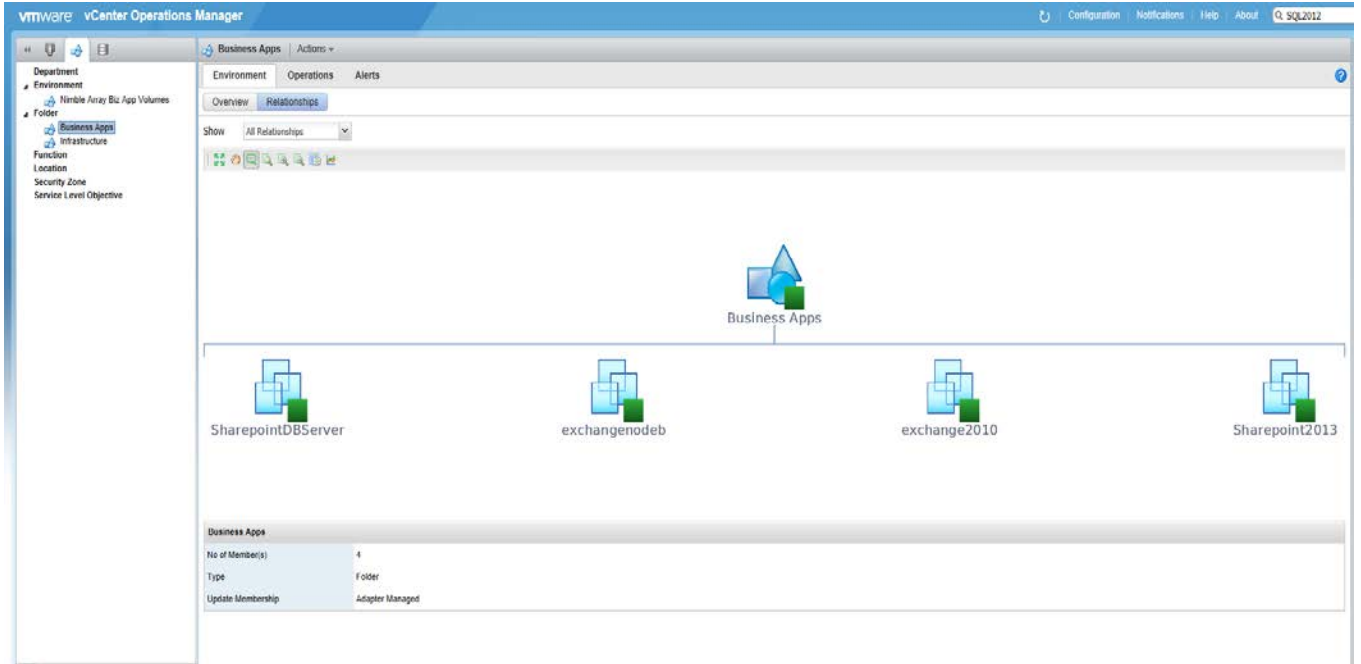 vmware vCenter Operations Manager
Configuration Notifications Help About SQL2012
Business Apps Actions
Department
Environment
Nimble Array Biz App Volumes
Folder
Business Apps
Infrastructure
Function
Location
Security Zone
Service Level Objective
Environment Operations Alerts
Overview Relationships
Show All Relationships
Business Apps
SharepointDBServer exchangenodeb exchange2010 Sharepoint2013
Business Apps
No of Member(s) 4
Type Folder
Update Membership Adapter Managed